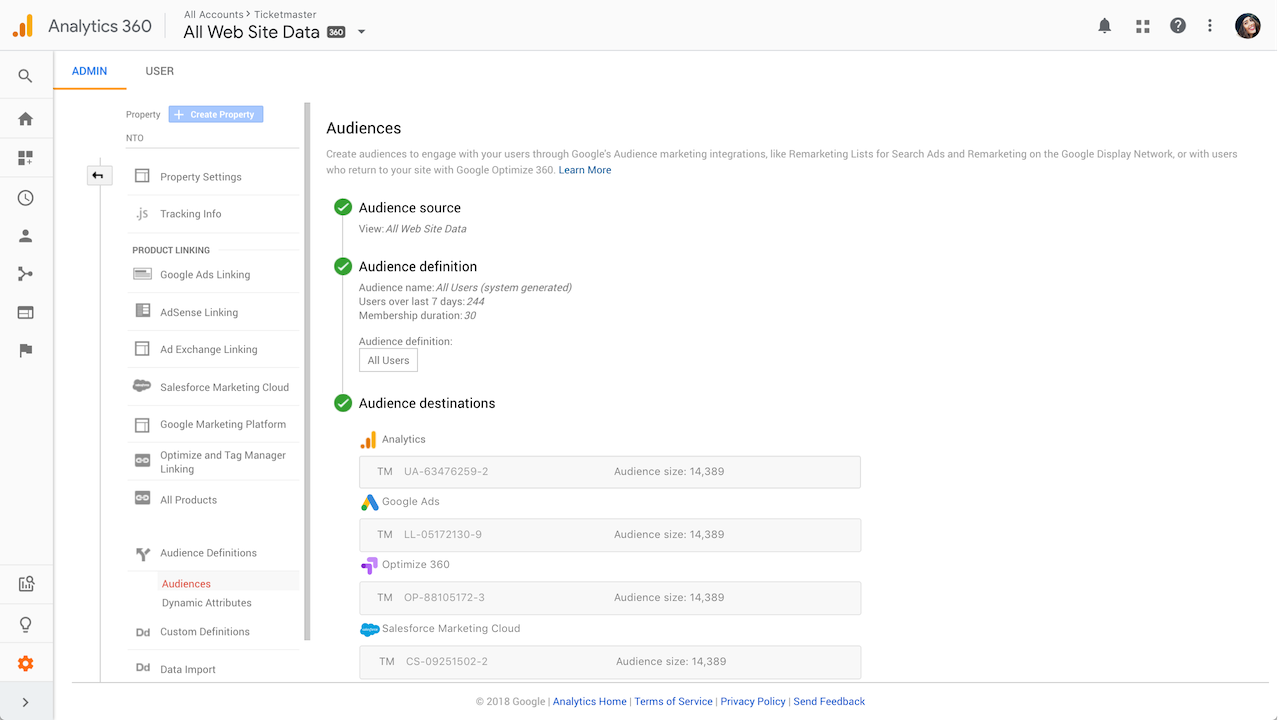 Analytics 360
All Accounts > Ticketmaster
All Web Site Data 360
ADMIN USER
Property + Create Property
NTO
Property Settings
.js Tracking Info
PRODUCT LINKING
Google Ads Linking
AdSense Linking
Ad Exchange Linking
Salesforce Marketing Cloud
Google Marketing Platform
Optimize and Tag Manager
Linking
All Products
Audience Definitions
Audiences
Dynamic Attributes
Dd Custom Definitions
Dd Data Import
Audiences
Create audiences to engage with your users through Google's Audience marketing integrations, like Remarketing Lists for Search Ads and Remarketing on the Google Display Network, or with users
who return to your site with Google Optimize 360. Learn More
Audience source
View: All Web Site Data
Audience definition
Audience name: All Users (system generated)
Users over last 7 days: 244
Membership duration: 30
Audience definition:
All Users
Audience destinations
Analytics
TM UA-63476259-2 Audience size: 14,389
Google Ads
TM LL-05172130-9 Audience size: 14,389
Optimize 360
TM OP-88105172-3 Audience size: 14,389
Salesforce Marketing Cloud
TM CS-09251502-2 Audience size: 14,389
© 2018 Google | Analytics Home | Terms of Service | Privacy Policy | Send Feedback